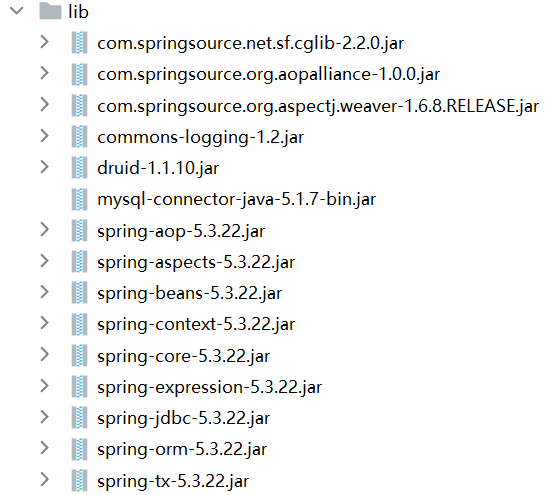 lib
com.springsource.net.sf.cglib-2.2.0.jar
com.springsource.org.aopalliance-1.0.0.jar
com.springsource.org.aspectj.weaver-1.6.8.RELEASE.jar
commons-logging-1.2.jar
druid-1.1.10.jar
mysql-connector-java-5.1.7-bin.jar
spring-aop-5.3.22.jar
spring-aspects-5.3.22.jar
spring-beans-5.3.22.jar
spring-context-5.3.22.jar
spring-core-5.3.22.jar
spring-expression-5.3.22.jar
spring-jdbc-5.3.22.jar
spring-orm-5.3.22.jar
spring-tx-5.3.22.jar